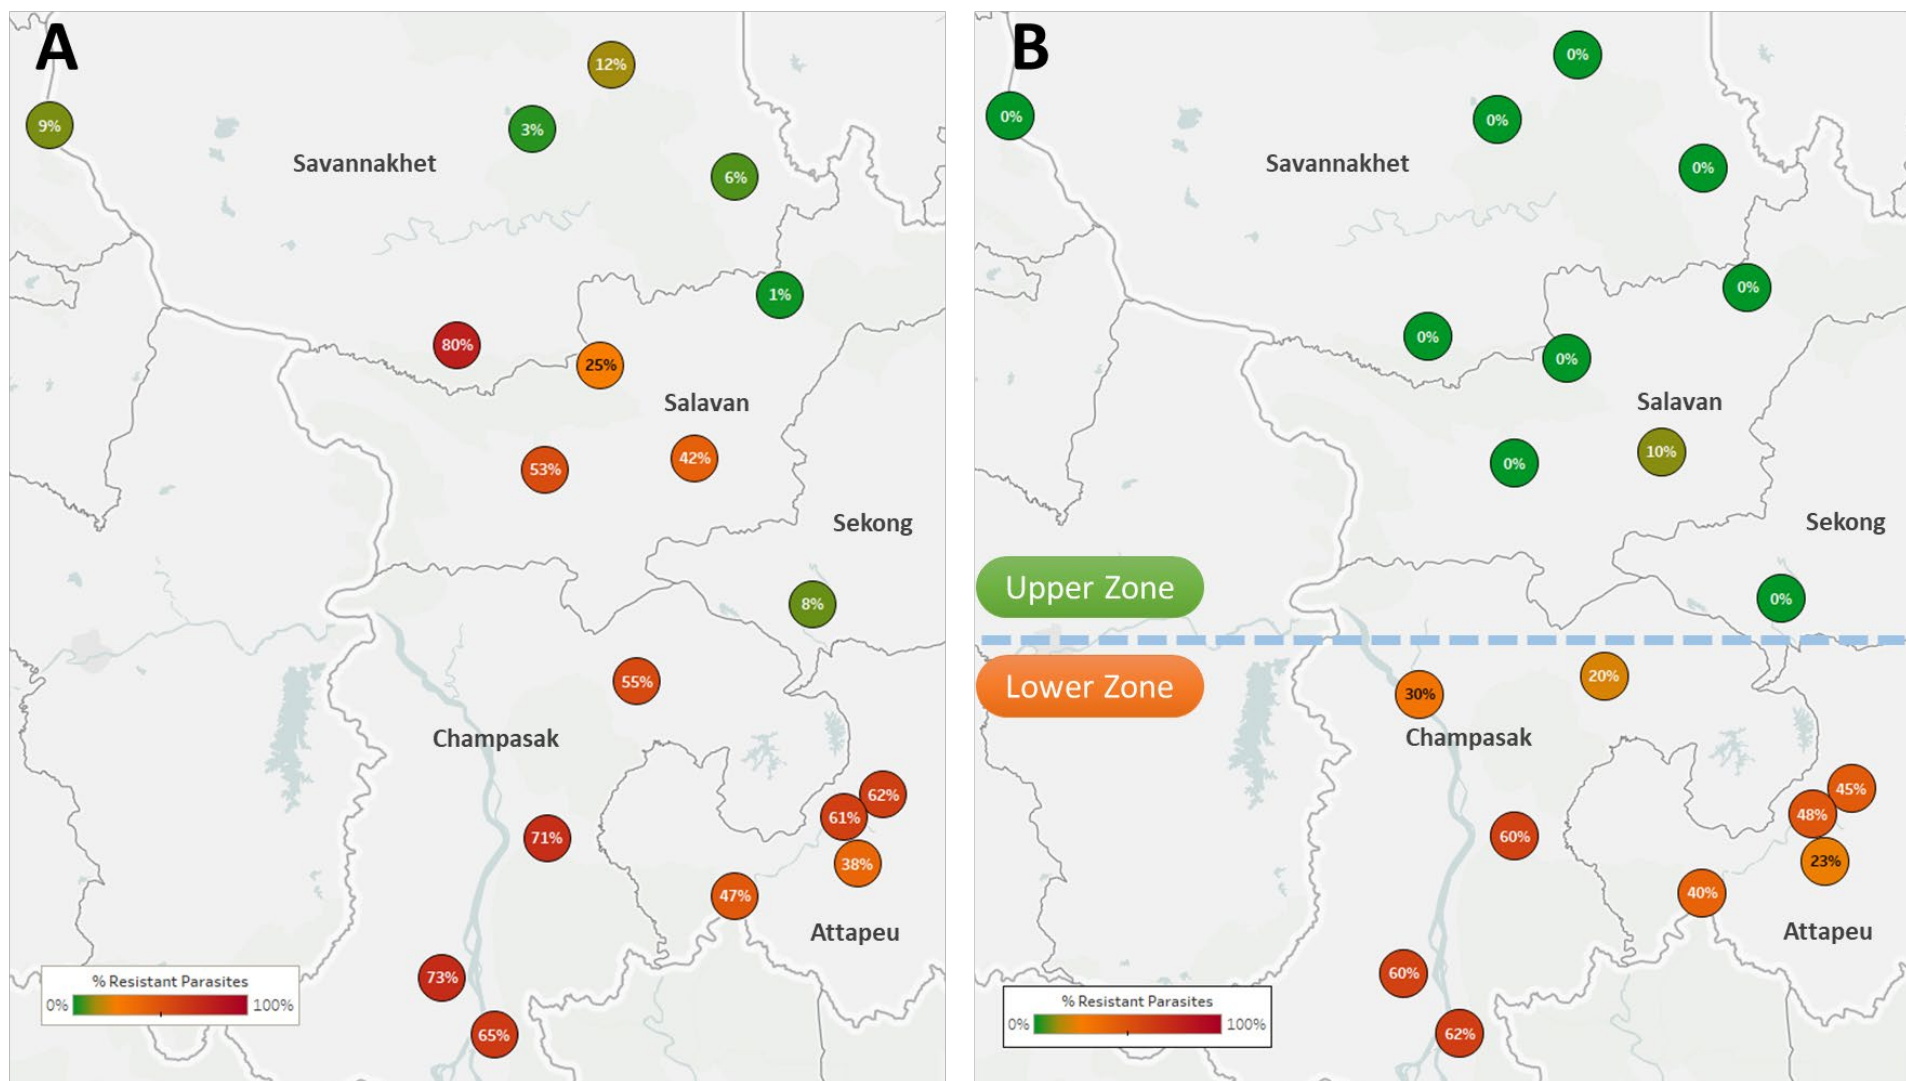 A
12%
9%
3%
Savannakhet
6%
1%
80%
25%
Salavan
53%
42%
Sekong
8%
55%
Champasak
62%
61%
71%
38%
47%
Attapeu
73%
% Resistant Parasites
0% 100%
65%
B
0%
0%
0%
Savannakhet
0%
0%
0%
0%
Salavan
0%
10%
Sekong
Upper Zone
0%
Lower Zone
20%
30%
Champasak
45%
48%
60%
23%
40%
Attapeu
60%
% Resistant Parasites
0% 100%
62%